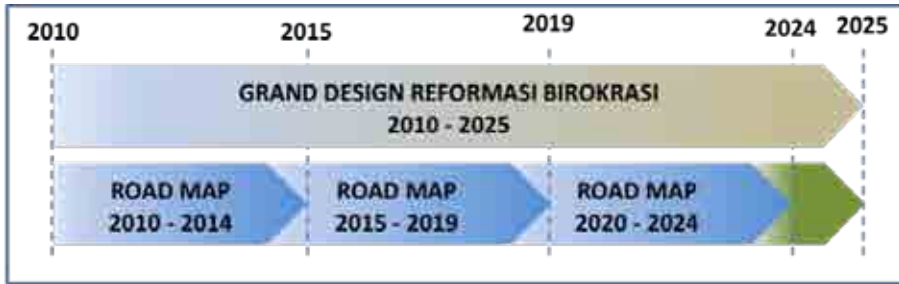 2010 2015 2019 2024 2025
GRAND DESIGN REFORMASI BIROKRASI
2010 - 2025
ROAD MAP ROAD MAP ROAD MAP
2010 - 2014 2015 - 2019 2020 - 2024